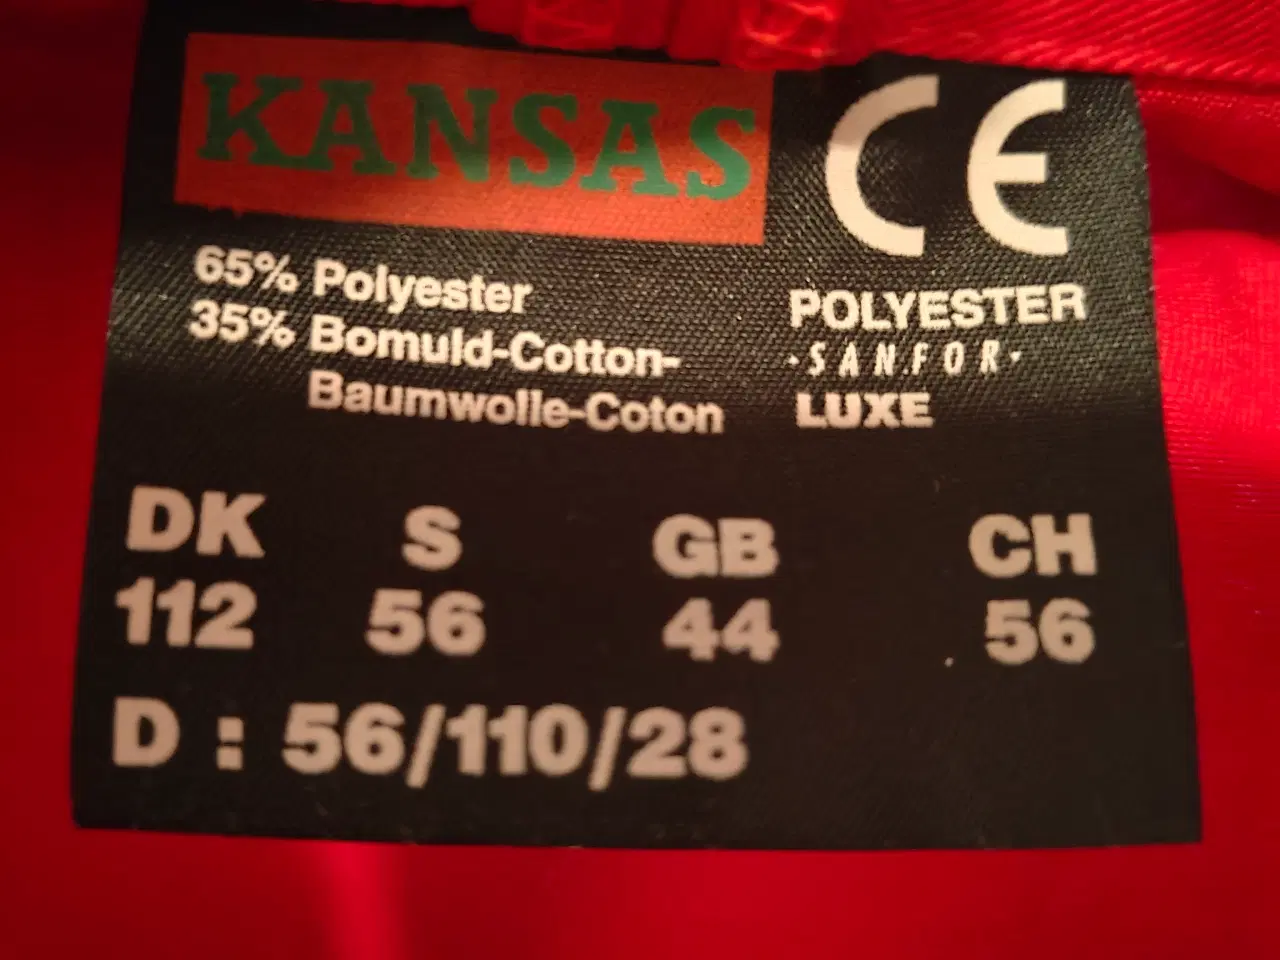 KANSAS
CE
65% Polyester
35% Bomuld-Cotton-
Baumwolle-Coton
POLYESTER
·SANFOR·
LUXE
DK S GB CH
112 56 44 56
D : 56/110/28